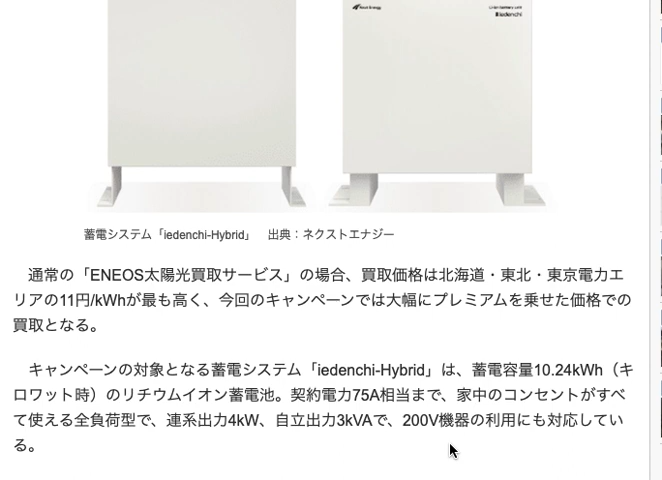 Next Energy
Li-ion Battery Unit
iedenchi
蓄電システム「iedenchi-Hybrid」 出典：ネクストエナジー
通常の「ENEOS太陽光買取サービス」の場合、買取価格は北海道・東北・東京電力エ
リアの11円/kWhが最も高く、今回のキャンペーンでは大幅にプレミアムを乗せた価格での
買取となる。
キャンペーンの対象となる蓄電システム「iedenchi-Hybrid」は、蓄電容量10.24kWh（キ
ロワット時）のリチウムイオン蓄電池。契約電力75A相当まで、家中のコンセントがすべ
て使える全負荷型で、連系出力4kW、自立出力3kVAで、200V機器の利用にも対応してい
る。